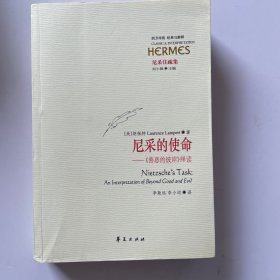 西方传统 经典与解释
CLASSICI ET INTERPRETATIONES
HERMES
尼采注疏集
刘小枫●主编
[美]朗佩特 Laurence Lampert ●著
尼采的使命
——《善恶的彼岸》绎读
Nietzsche's Task:
An Interpretation of Beyond Good and Evil
李致远 李小均●译
华夏出版社